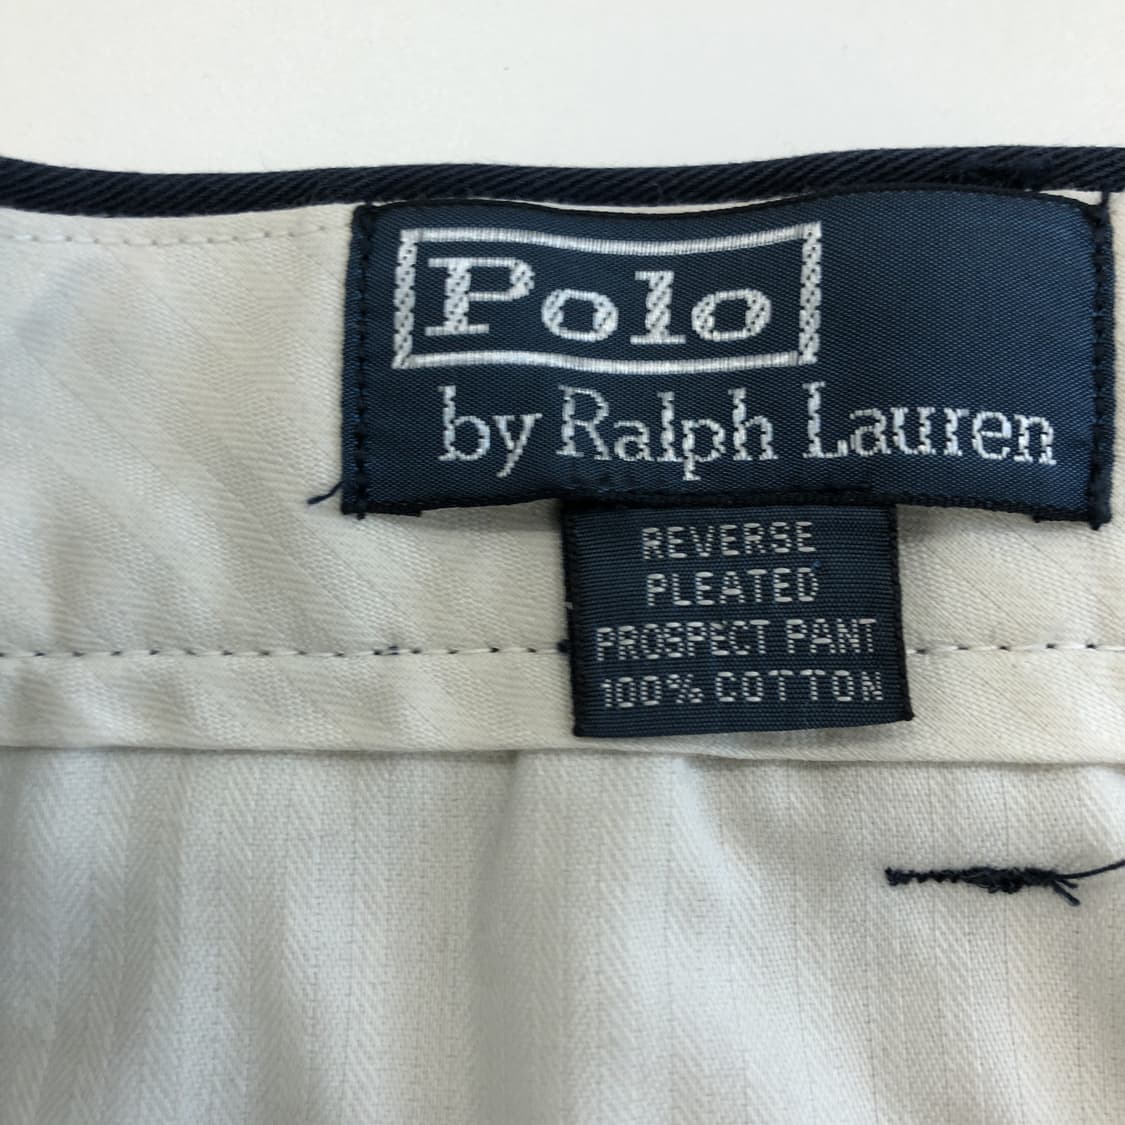 Polo
by Ralph Lauren
REVERSE
PLEATED
PROSPECT PANT
100% COTTON